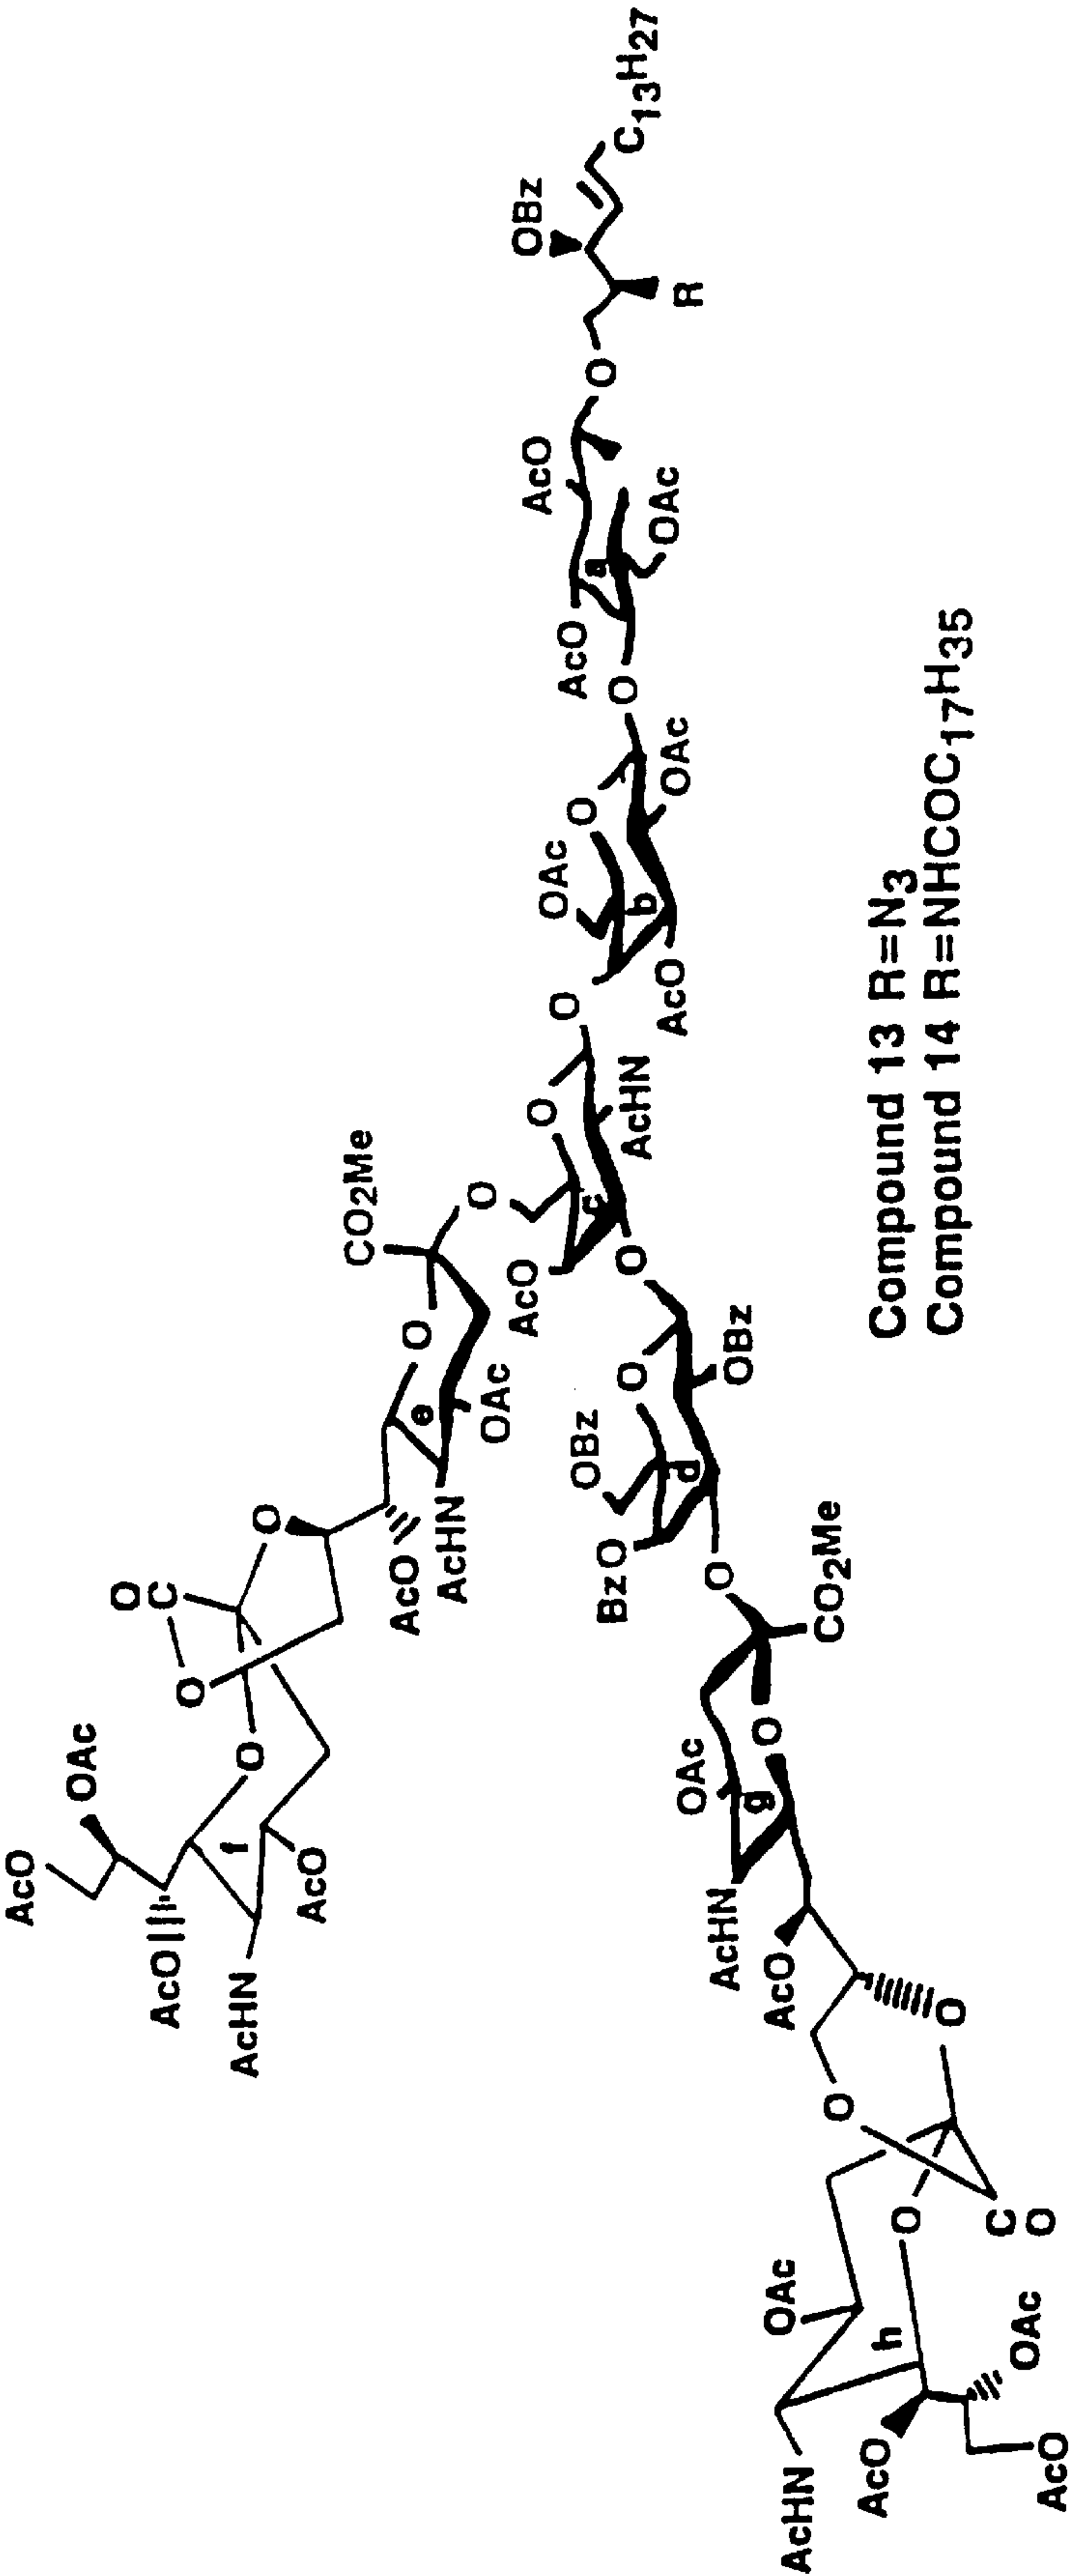 AcO
OAc
O
C
AcO
O
f
AcHN
O
O
AcO
CO₂Me
AcO
O
e
AcHN
O
OAc
AcO
OBz
AcO
O
OAc
O
AcO
O
OBz
c
a
O
BzO
O
O
O
AcHN
C₁₃H₂₇
b
OAc
AcO
OAc
d
R
OAc
O
AcHN
OBz
g
O
AcO
OAc
AcHN
CO₂Me
O
AcO
h
Compound 13 R=N₃
O
Compound 14 R=NHCOC₁₇H₃₅
O
C
OAc
O
AcO